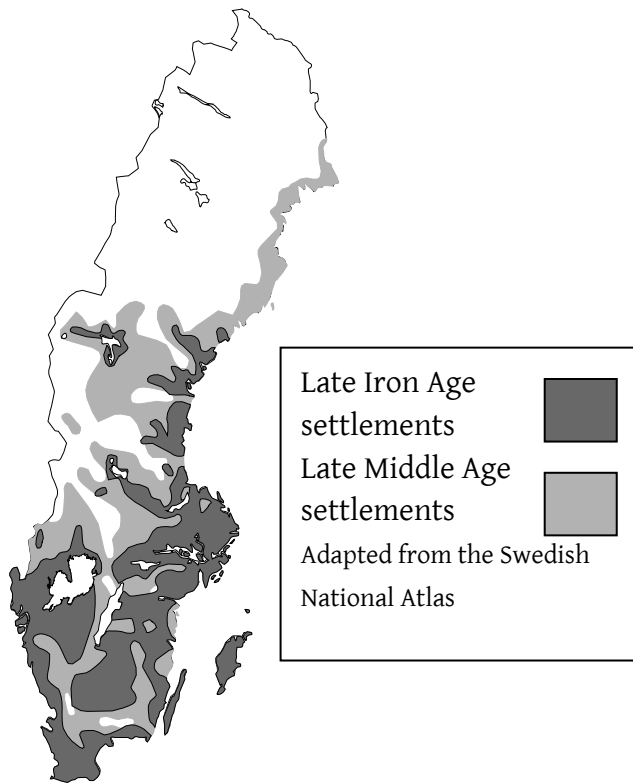 Late Iron Age
settlements
Late Middle Age
settlements
Adapted from the Swedish
National Atlas